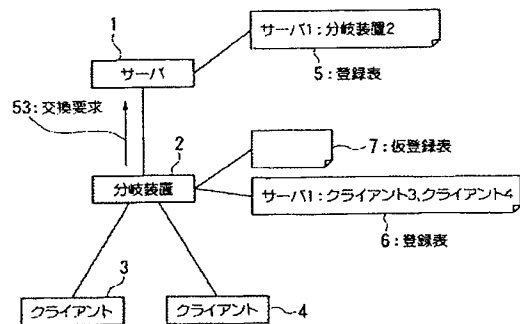 1
サーバ
サーバ1:分岐装置2
5:登録表
53:交換要求
2
分岐装置
7:仮登録表
サーバ1:クライアント3、クライアント4
6:登録表
3
クライアント
クライアント
4